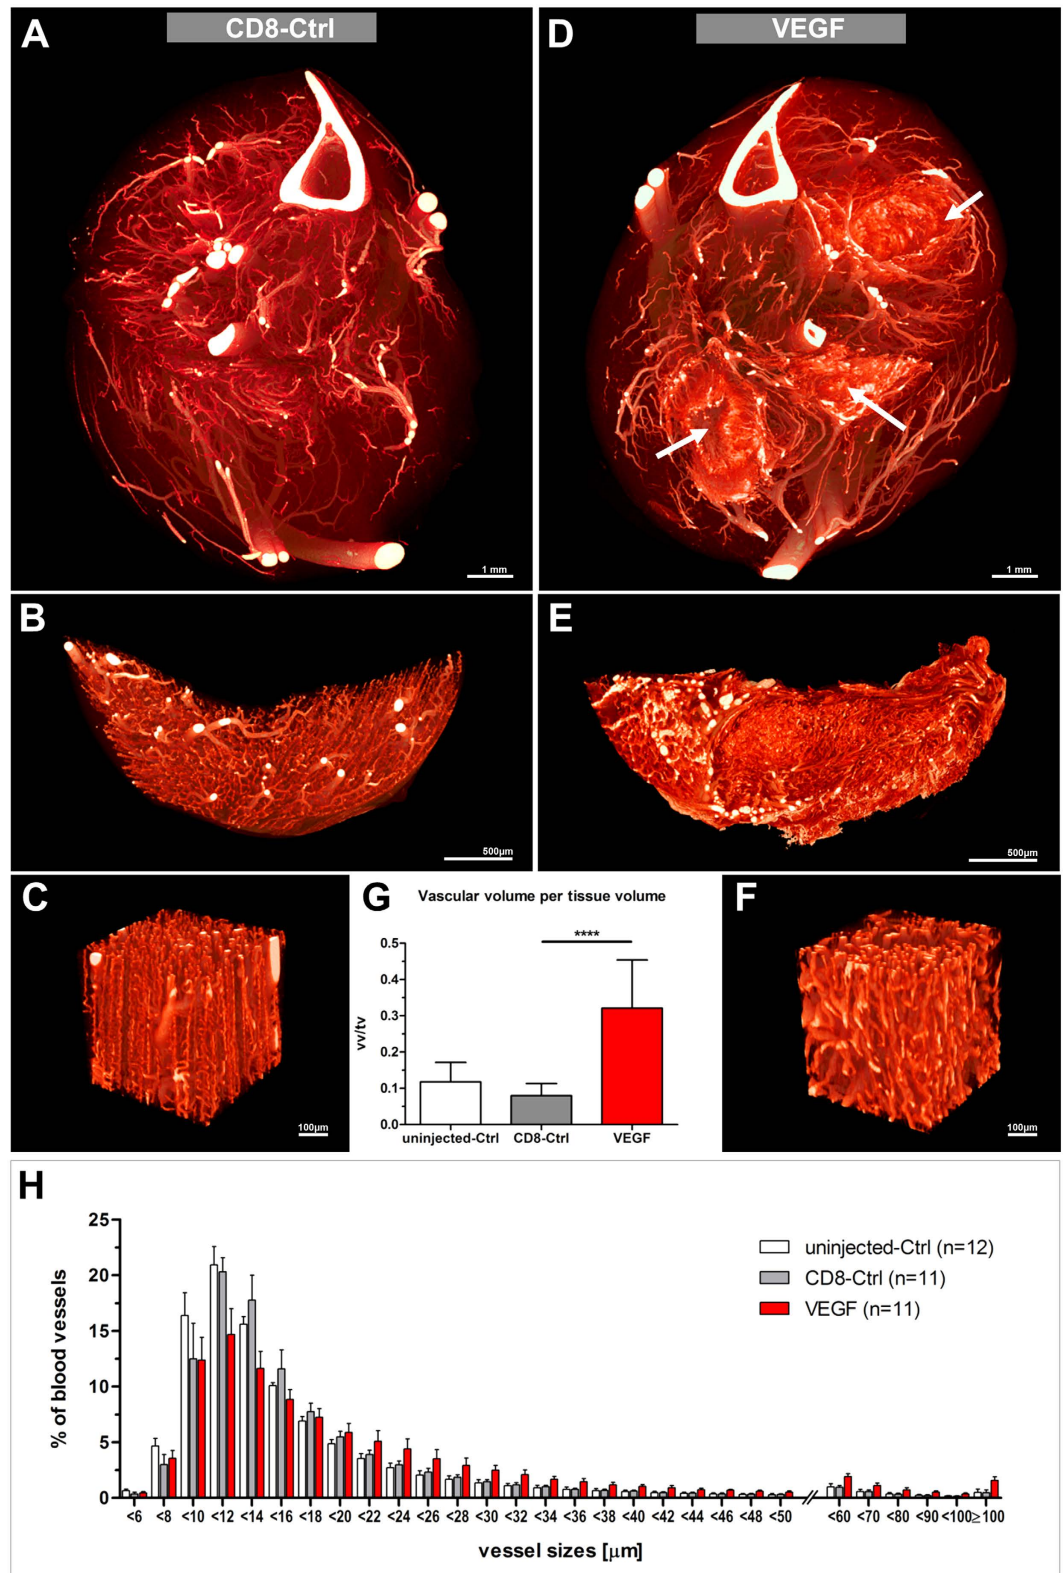 A
CD8-Ctrl
1 mm
D
VEGF
1 mm
B
500µm
E
500µm
C
100µm
G
Vascular volume per tissue volume
****
vv/tv
0.5
0.4
0.3
0.2
0.1
0.0
uninjected-Ctrl CD8-Ctrl VEGF
F
100µm
H
% of blood vessels
25
20
15
10
5
0
uninjected-Ctrl (n=12)
CD8-Ctrl (n=11)
VEGF (n=11)
<6 <8 <10 <12 <14 <16 <18 <20 <22 <24 <26 <28 <30 <32 <34 <36 <38 <40 <42 <44 <46 <48 <50 // <60 <70 <80 <90 <100 ≥100
vessel sizes [µm]